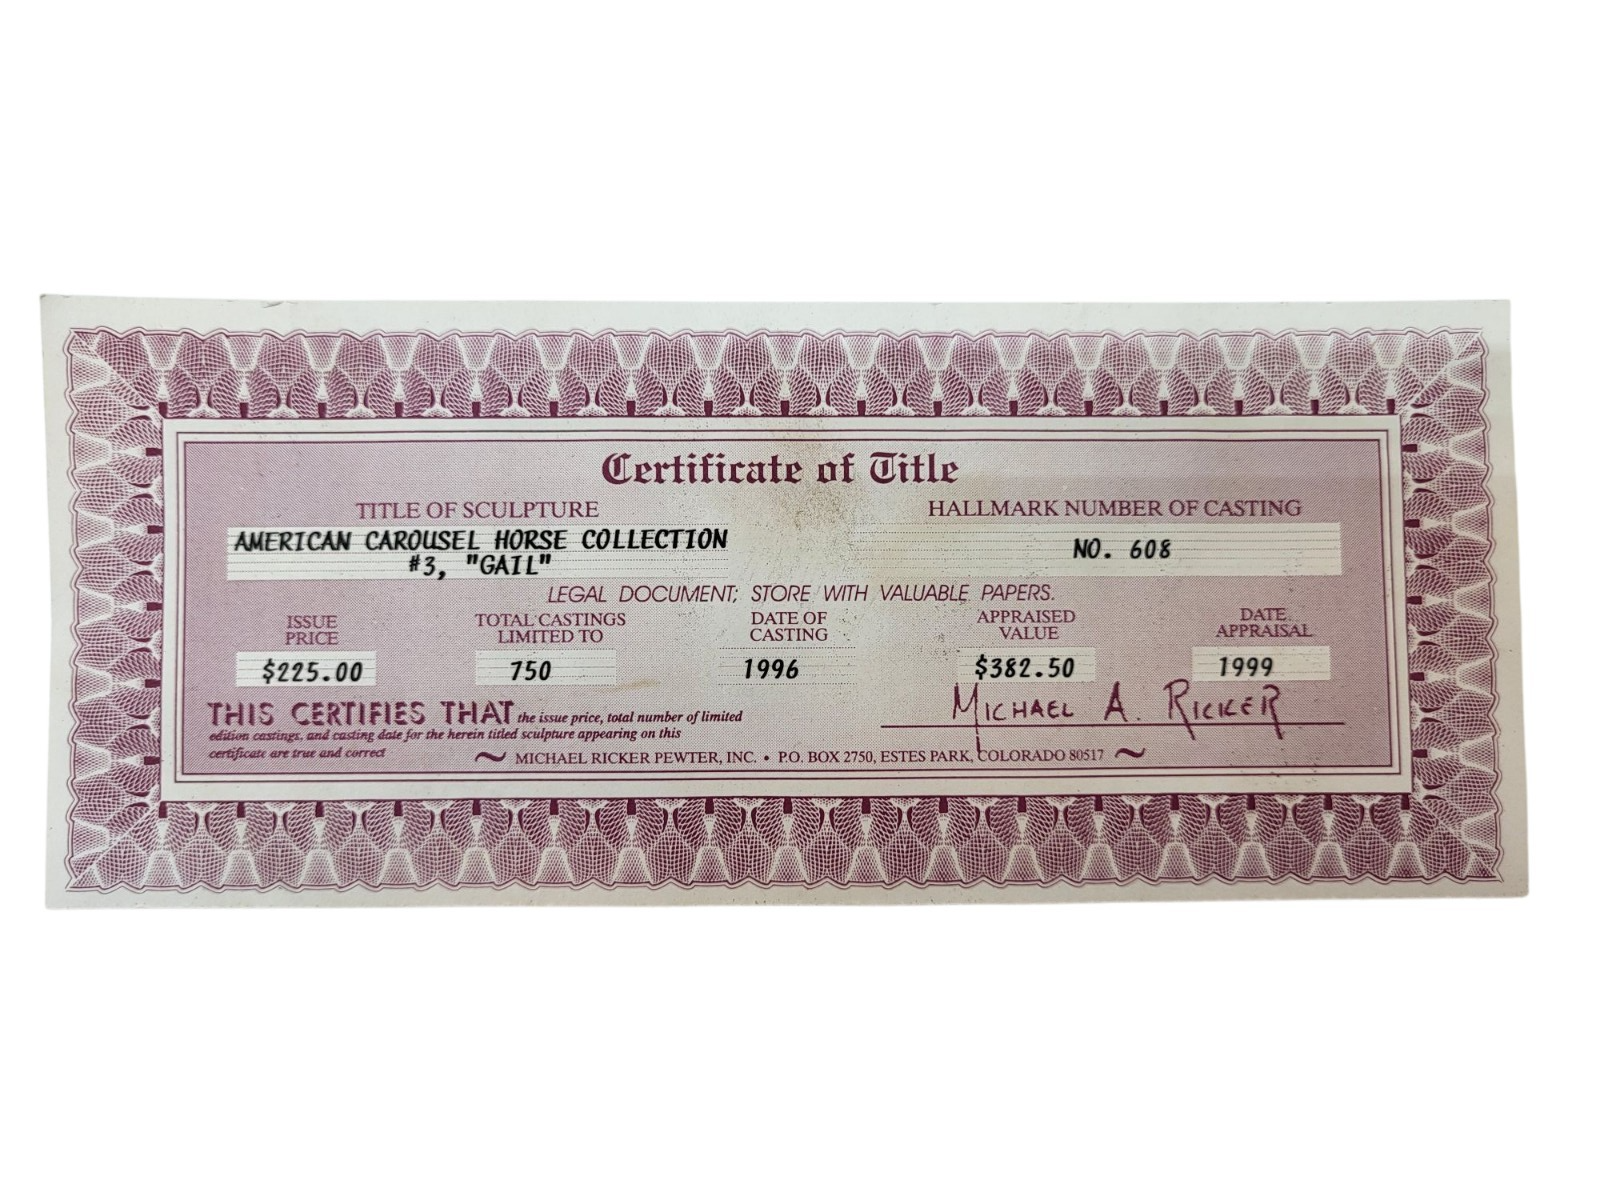 Certificate of Title
TITLE OF SCULPTURE
HALLMARK NUMBER OF CASTING
AMERICAN CAROUSEL HORSE COLLECTION
#3, "GAIL"
NO. 608
LEGAL DOCUMENT; STORE WITH VALUABLE PAPERS.
ISSUE
PRICE
TOTAL CASTINGS
LIMITED TO
DATE OF
CASTING
APPRAISED
VALUE
DATE
APPRAISAL
$225.00
750
1996
$382.50
1999
MICHAEL A. RICKER
THIS CERTIFIES THAT the issue price, total number of limited
edition castings, and casting date for the herein titled sculpture appearing on this
certificate are true and correct
~ MICHAEL RICKER PEWTER, INC. • P.O. BOX 2750, ESTES PARK, COLORADO 80517 ~